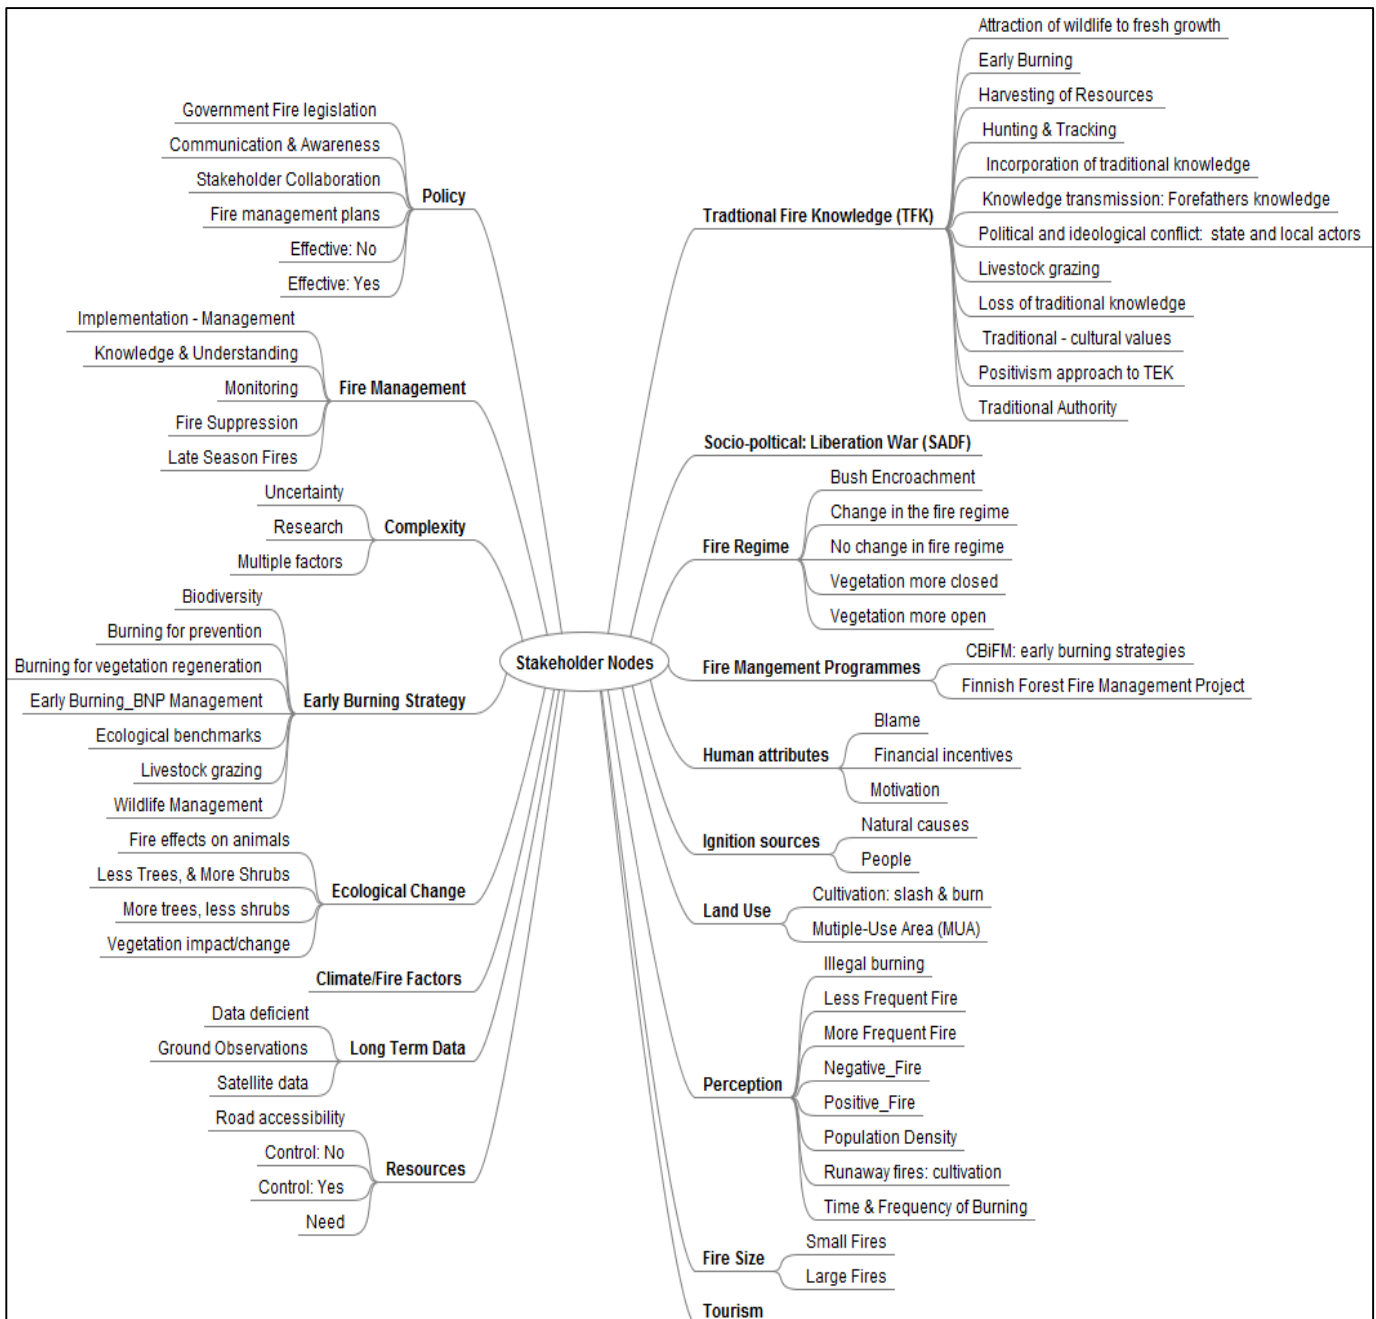 Stakeholder Nodes
Policy
Government Fire legislation
Communication & Awareness
Stakeholder Collaboration
Fire management plans
Effective: No
Effective: Yes
Fire Management
Implementation - Management
Knowledge & Understanding
Monitoring
Fire Suppression
Late Season Fires
Complexity
Uncertainty
Research
Multiple factors
Early Burning Strategy
Biodiversity
Burning for prevention
Burning for vegetation regeneration
Early Burning_BNP Management
Ecological benchmarks
Livestock grazing
Wildlife Management
Ecological Change
Fire effects on animals
Less Trees, & More Shrubs
More trees, less shrubs
Vegetation impact/change
Climate/Fire Factors
Long Term Data
Data deficient
Ground Observations
Satellite data
Resources
Road accessibility
Control: No
Control: Yes
Need
Tradtional Fire Knowledge (TFK)
Attraction of wildlife to fresh growth
Early Burning
Harvesting of Resources
Hunting & Tracking
Incorporation of traditional knowledge
Knowledge transmission: Forefathers knowledge
Political and ideological conflict: state and local actors
Livestock grazing
Loss of traditional knowledge
Traditional - cultural values
Positivism approach to TEK
Traditional Authority
Socio-poltical: Liberation War (SADF)
Fire Regime
Bush Encroachment
Change in the fire regime
No change in fire regime
Vegetation more closed
Vegetation more open
Fire Mangement Programmes
CBiFM: early burning strategies
Finnish Forest Fire Management Project
Human attributes
Blame
Financial incentives
Motivation
Ignition sources
Natural causes
People
Land Use
Cultivation: slash & burn
Mutiple-Use Area (MUA)
Perception
Illegal burning
Less Frequent Fire
More Frequent Fire
Negative_Fire
Positive_Fire
Population Density
Runaway fires: cultivation
Time & Frequency of Burning
Fire Size
Small Fires
Large Fires
Tourism